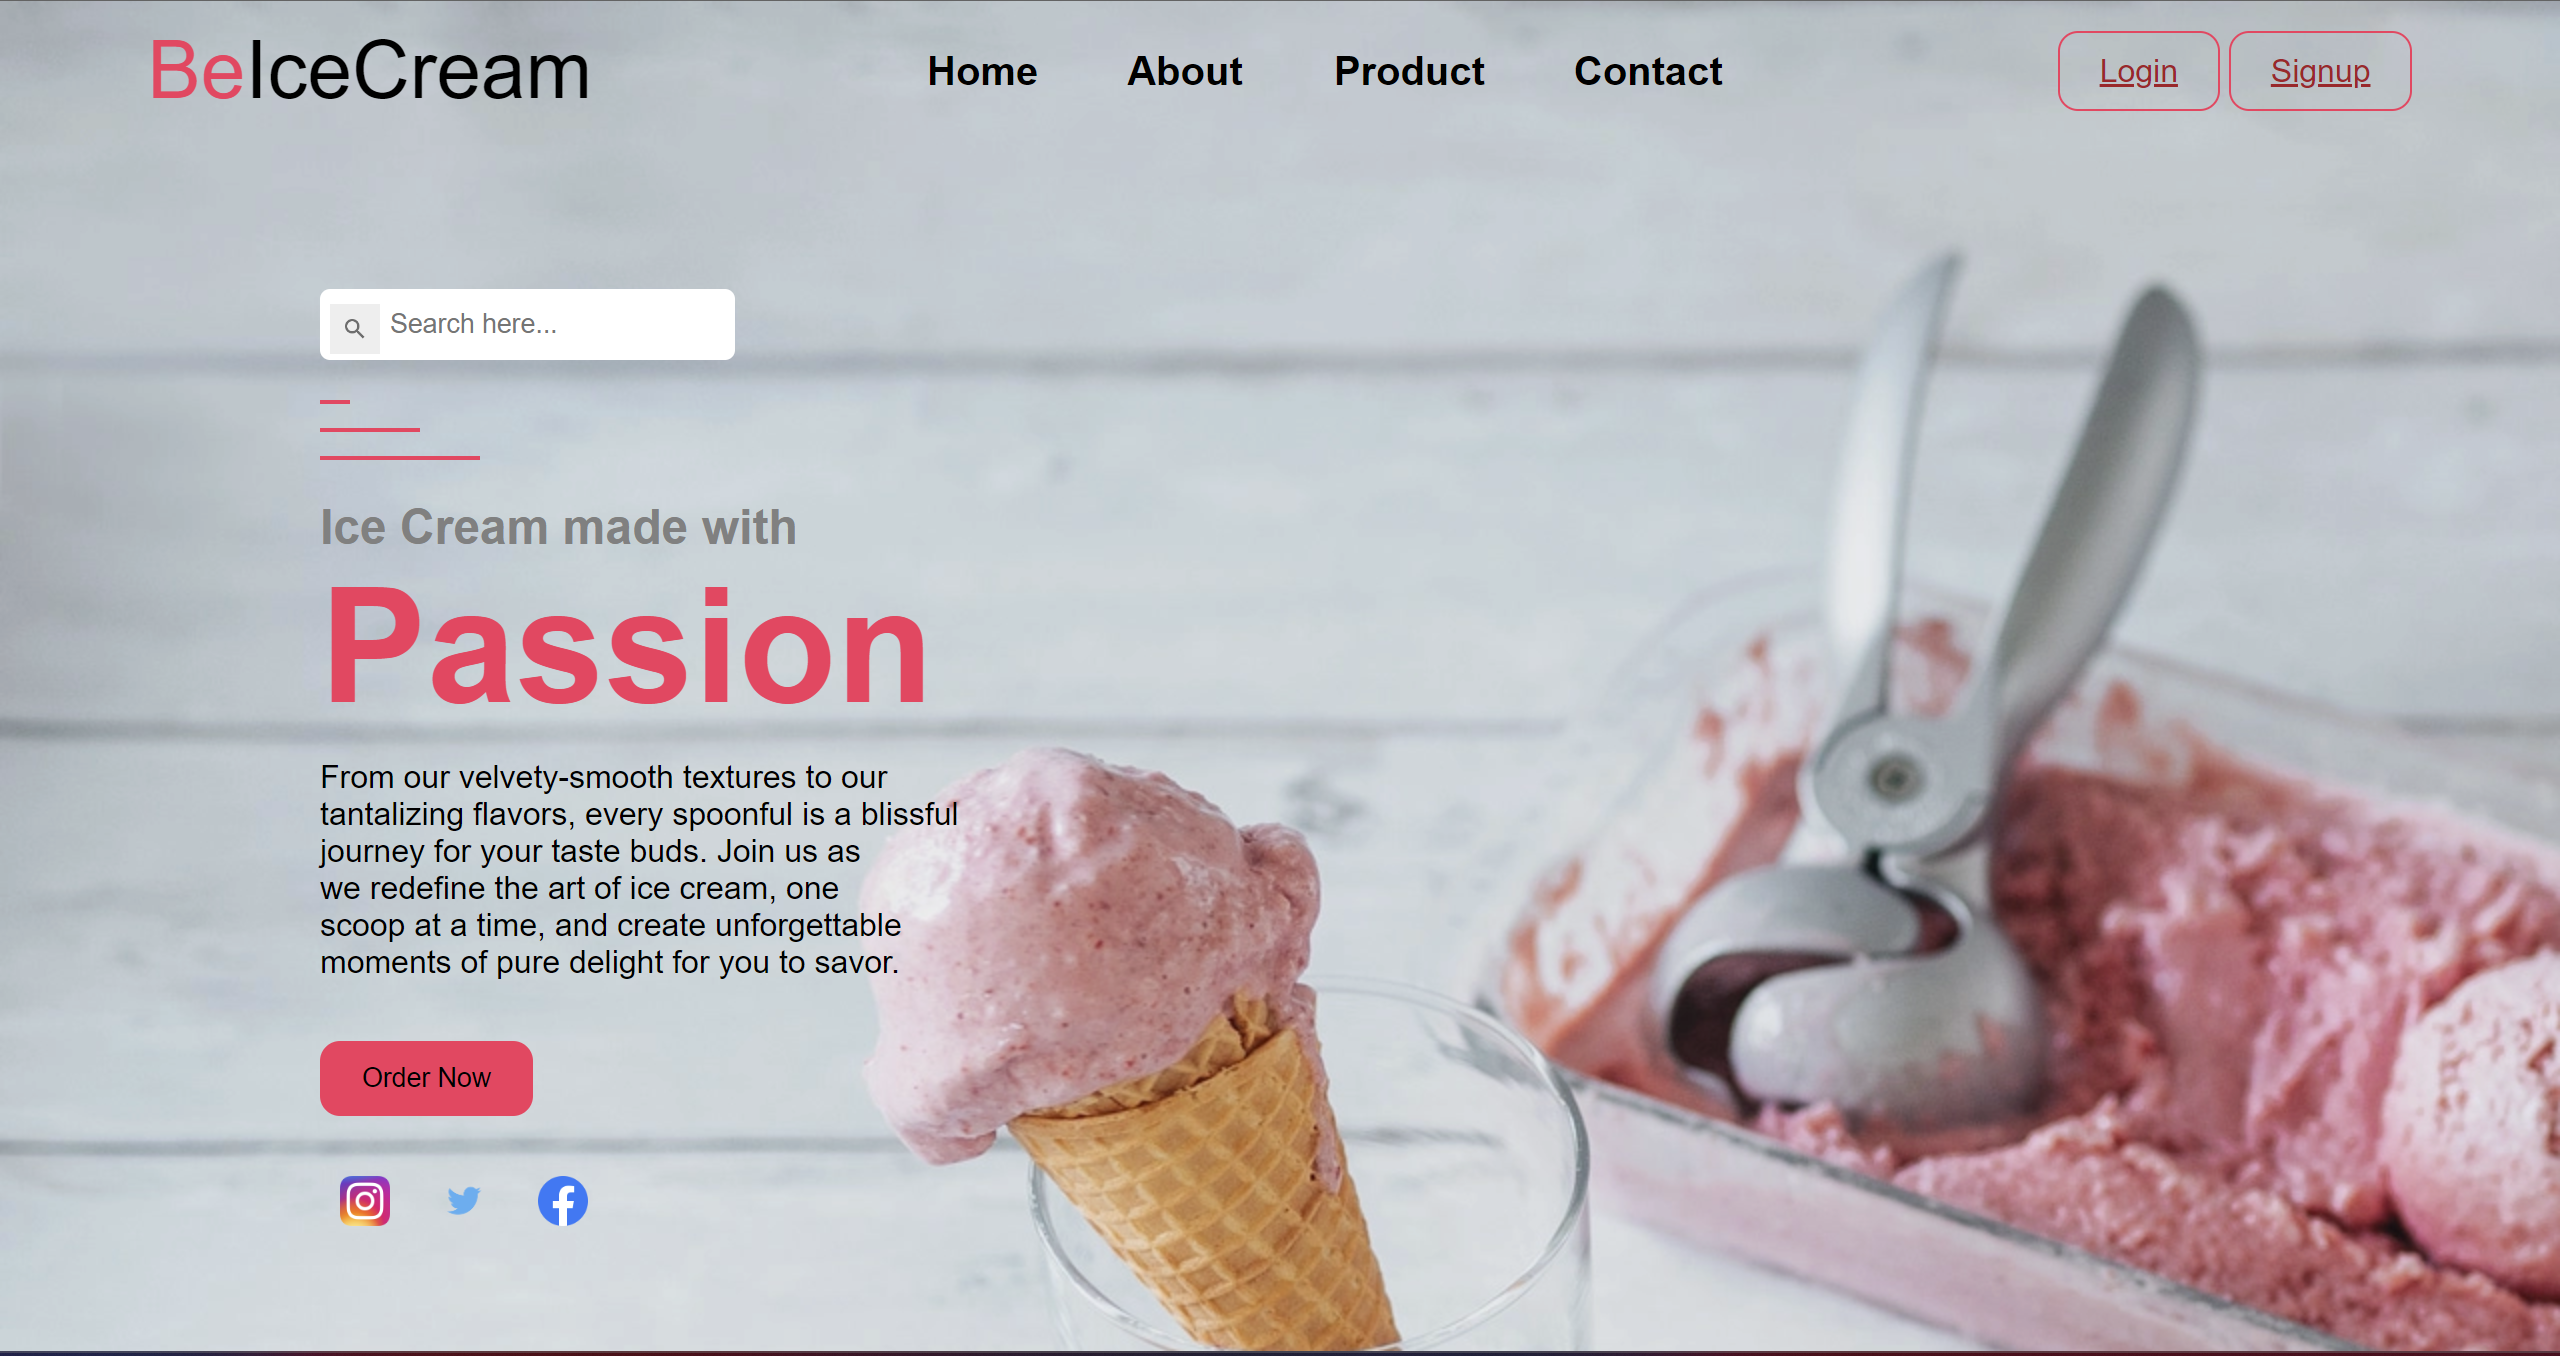 BeIceCream
Home About Product Contact
Login Signup
Search here...
Ice Cream made with
Passion
From our velvety-smooth textures to our
tantalizing flavors, every spoonful is a blissful
journey for your taste buds. Join us as
we redefine the art of ice cream, one
scoop at a time, and create unforgettable
moments of pure delight for you to savor.
Order Now